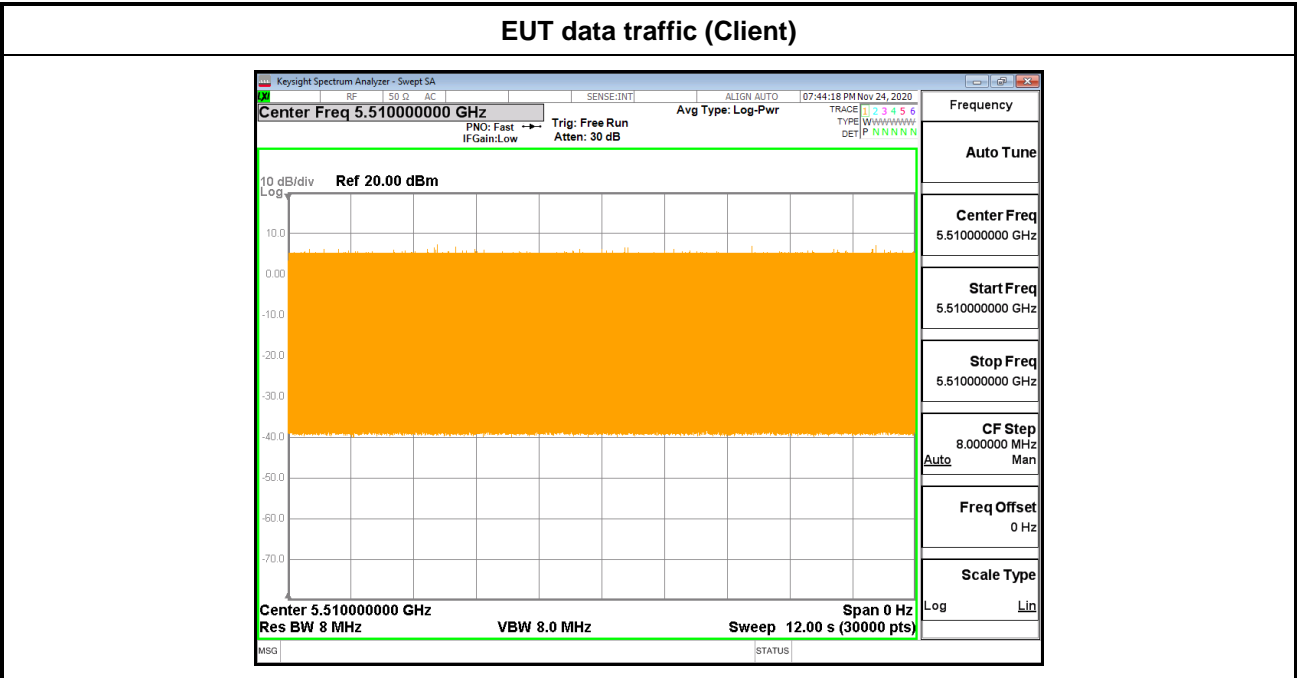 EUT data traffic (Client)
Keysight Spectrum Analyzer - Swept SA
RF 50 Ω AC SENSE:INT ALIGN AUTO 07:44:18 PM Nov 24, 2020
Center Freq 5.510000000 GHz
PNO: Fast
IFGain:Low
Trig: Free Run
Atten: 30 dB
Avg Type: Log-Pwr
TRACE 1 2 3 4 5 6
TYPE WWWWWW
DET P N N N N N
10 dB/div Ref 20.00 dBm
Log
10.0
0.00
-10.0
-20.0
-30.0
-40.0
-50.0
-60.0
-70.0
Center 5.510000000 GHz Span 0 Hz
Res BW 8 MHz VBW 8.0 MHz Sweep 12.00 s (30000 pts)
MSG STATUS
Frequency
Auto Tune
Center Freq
5.510000000 GHz
Start Freq
5.510000000 GHz
Stop Freq
5.510000000 GHz
CF Step
8.000000 MHz
Auto Man
Freq Offset
0 Hz
Scale Type
Log Lin